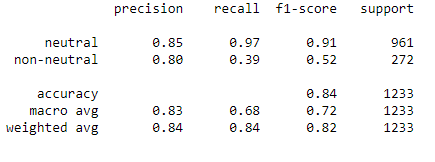 precision recall f1-score support
neutral 0.85 0.97 0.91 961
non-neutral 0.80 0.39 0.52 272
accuracy 0.84 1233
macro avg 0.83 0.68 0.72 1233
weighted avg 0.84 0.84 0.82 1233